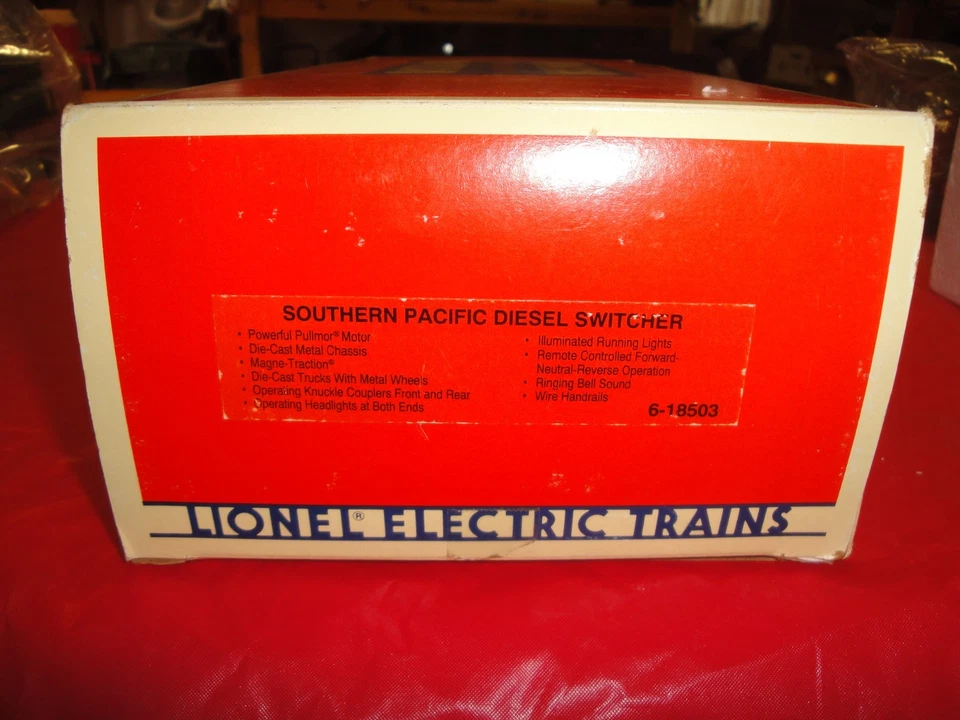 SOUTHERN PACIFIC DIESEL SWITCHER
• Powerful Pullmor® Motor
• Die-Cast Metal Chassis
• Magne-Traction®
• Die-Cast Trucks With Metal Wheels
• Operating Knuckle Couplers Front and Rear
• Operating Headlights at Both Ends
• Illuminated Running Lights
• Remote Controlled Forward-
Neutral-Reverse Operation
• Ringing Bell Sound
• Wire Handrails
6-18503
LIONEL® ELECTRIC TRAINS